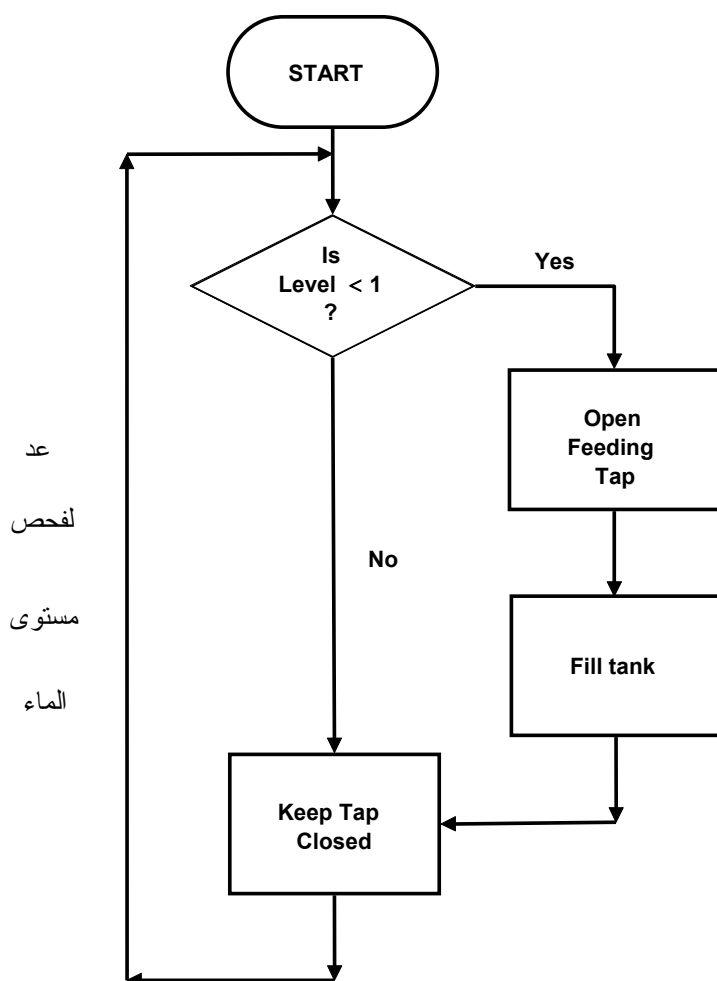 START
Is
Level < 1
?
Yes
Open
Feeding
Tap
No
Fill tank
Keep Tap
Closed
عد
لفحص
مستوى
الماء